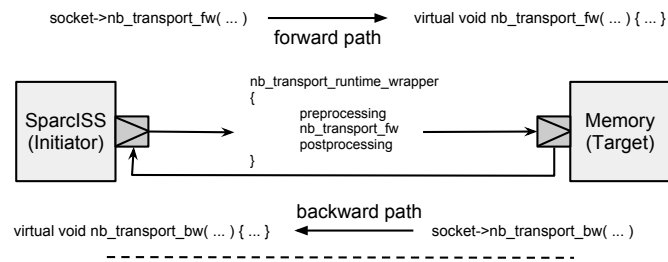 socket->nb_transport_fw( ... )
virtual void nb_transport_fw( ... ) { ... }
forward path
nb_transport_runtime_wrapper
{
preprocessing
nb_transport_fw
postprocessing
}
SparcISS
(Initiator)
Memory
(Target)
backward path
virtual void nb_transport_bw( ... ) { ... }
socket->nb_transport_bw( ... )